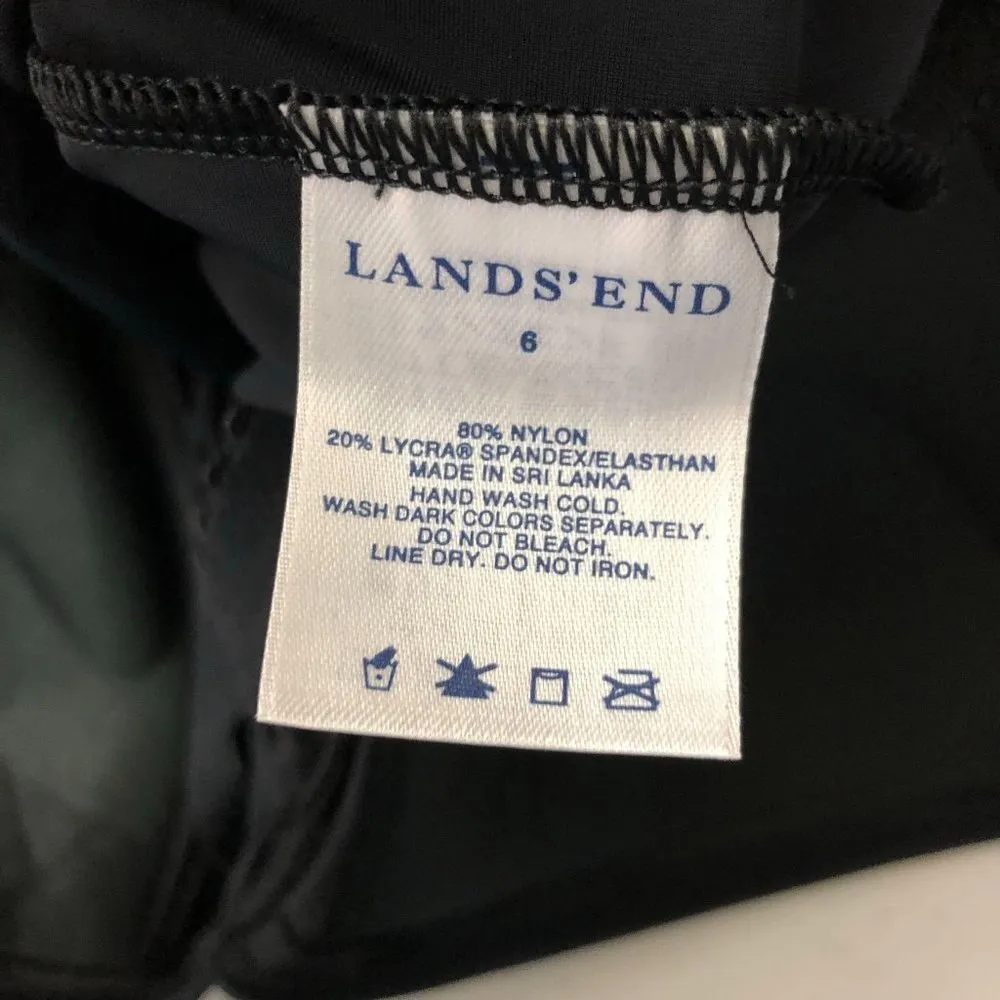 LANDS' END
6
80% NYLON
20% LYCRA® SPANDEX/ELASTHAN
MADE IN SRI LANKA
HAND WASH COLD.
WASH DARK COLORS SEPARATELY.
DO NOT BLEACH.
LINE DRY. DO NOT IRON.